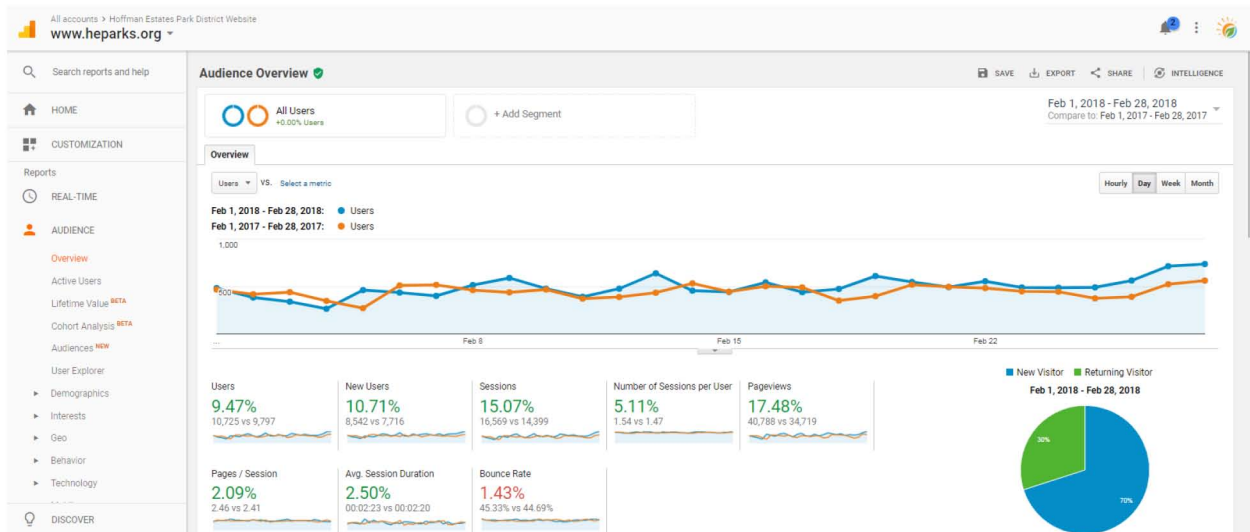 All accounts > Hoffman Estates Park District Website
www.heparks.org
2
Search reports and help
HOME
CUSTOMIZATION
Reports
REAL-TIME
AUDIENCE
Overview
Active Users
Lifetime Value BETA
Cohort Analysis BETA
Audiences NEW
User Explorer
Demographics
Interests
Geo
Behavior
Technology
DISCOVER
Audience Overview
SAVE EXPORT SHARE INTELLIGENCE
All Users
+0.00% Users
+ Add Segment
Feb 1, 2018 - Feb 28, 2018
Compare to: Feb 1, 2017 - Feb 28, 2017
Overview
Users VS. Select a metric
Hourly Day Week Month
Feb 1, 2018 - Feb 28, 2018: Users
Feb 1, 2017 - Feb 28, 2017: Users
1,000
500
... Feb 8 Feb 15 Feb 22
Users
9.47%
10,725 vs 9,797
New Users
10.71%
8,542 vs 7,716
Sessions
15.07%
16,569 vs 14,399
Number of Sessions per User
5.11%
1.54 vs 1.47
Pageviews
17.48%
40,788 vs 34,719
Pages / Session
2.09%
2.46 vs 2.41
Avg. Session Duration
2.50%
00:02:23 vs 00:02:20
Bounce Rate
1.43%
45.33% vs 44.69%
New Visitor Returning Visitor
Feb 1, 2018 - Feb 28, 2018
30%
70%